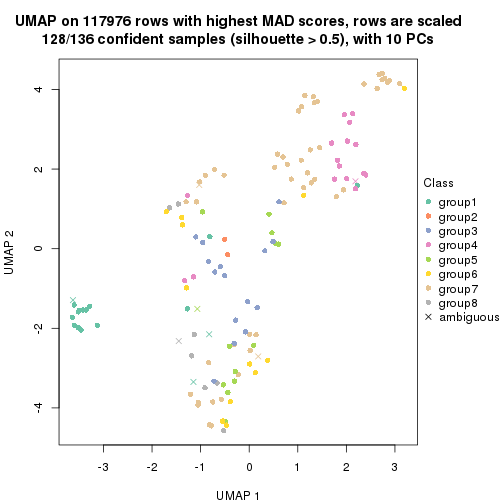 UMAP on 117976 rows with highest MAD scores, rows are scaled
128/136 confident samples (silhouette > 0.5), with 10 PCs
4
2
0
-2
-4
UMAP 2
-3
-2
-1
0
1
2
3
UMAP 1
Class
group1
group2
group3
group4
group5
group6
group7
group8
ambiguous